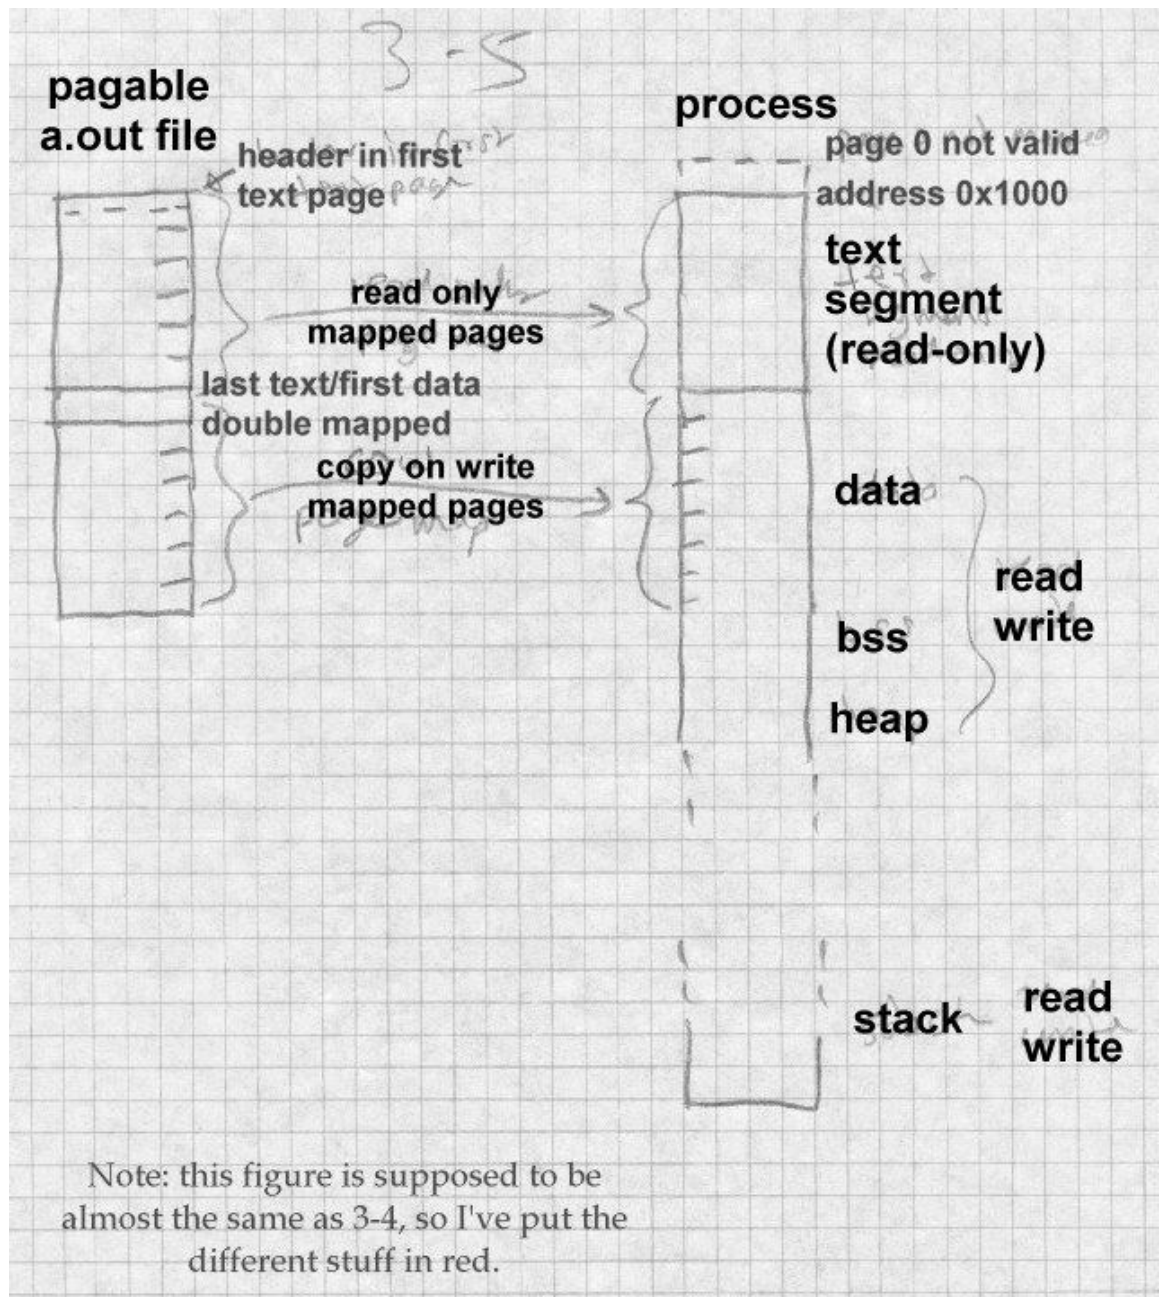 3-5
pagable
a.out file
header in first
text page
process
page 0 not valid
address 0x1000
text
segment
(read-only)
read only
mapped pages
last text/first data
double mapped
copy on write
mapped pages
data
read
write
bss
heap
stack
read
write
Note: this figure is supposed to be
almost the same as 3-4, so I've put the
different stuff in red.